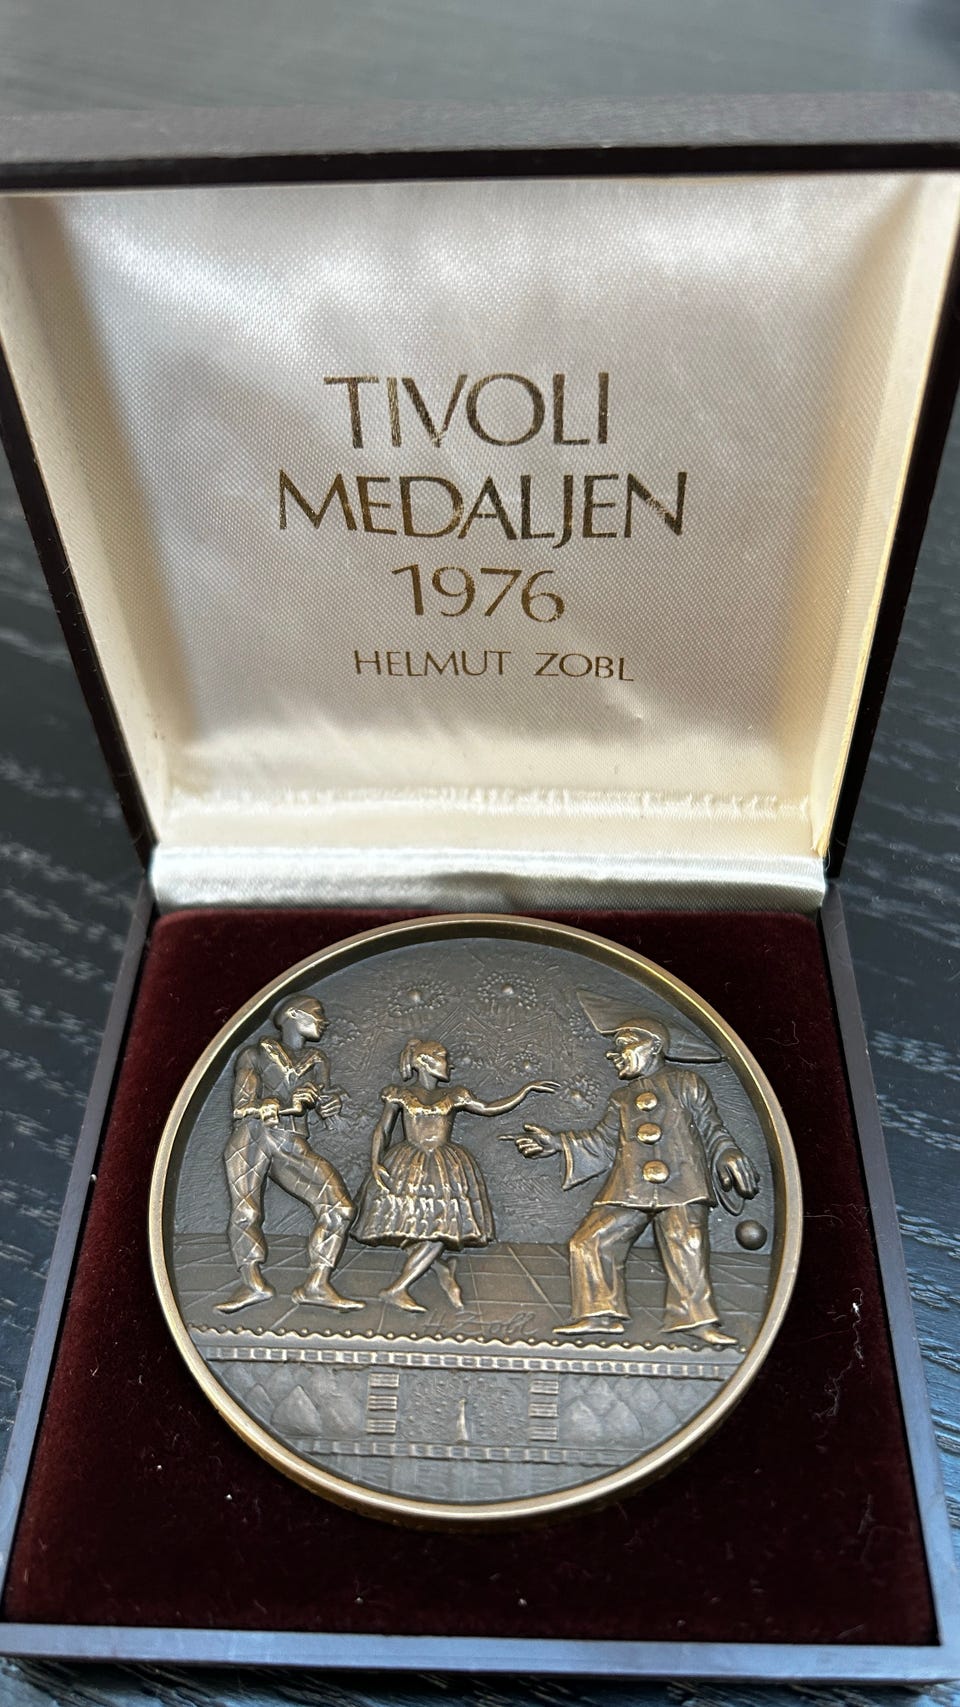 TIVOLI
MEDALJEN
1976
HELMUT ZOBL
H. Zobl